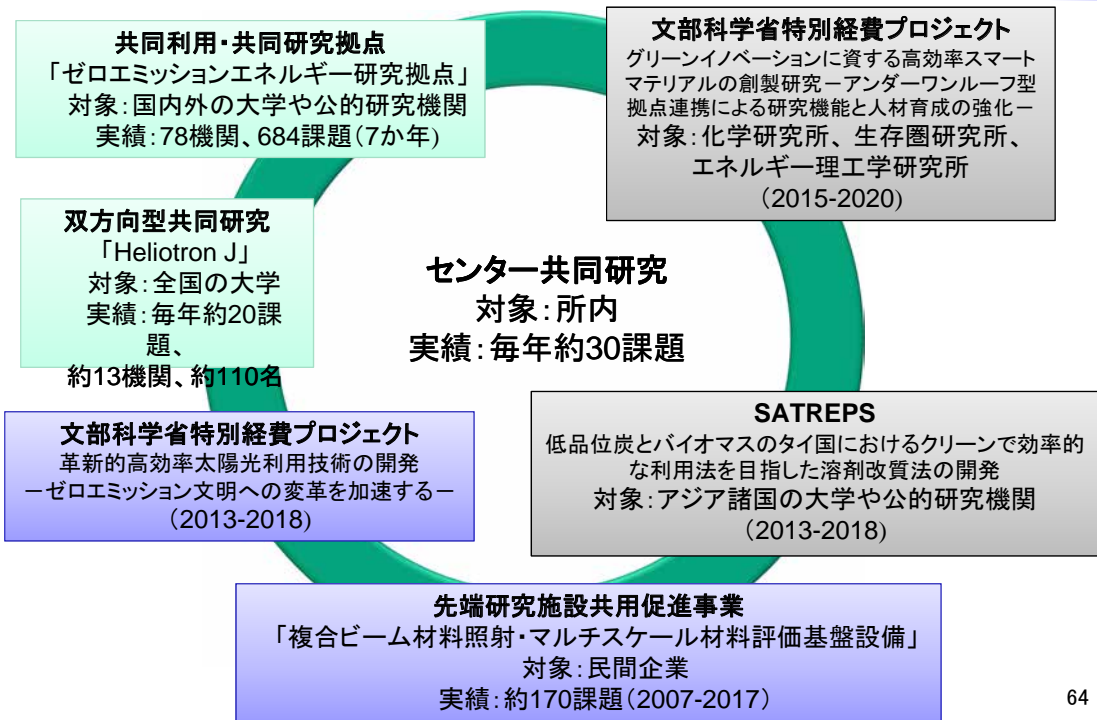 共同利用・共同研究拠点
「ゼロエミッションエネルギー研究拠点」
対象：国内外の大学や公的研究機関
実績：78機関、684課題（7か年）
文部科学省特別経費プロジェクト
グリーンイノベーションに資する高効率スマート
マテリアルの創製研究－アンダーワンルーフ型
拠点連携による研究機能と人材育成の強化－
対象：化学研究所、生存圏研究所、
エネルギー理工学研究所
（2015-2020）
双方向型共同研究
「Heliotron J」
対象：全国の大学
実績：毎年約20課
題、
約13機関、約110名
センター共同研究
対象：所内
実績：毎年約30課題
文部科学省特別経費プロジェクト
革新的高効率太陽光利用技術の開発
－ゼロエミッション文明への変革を加速する－
（2013-2018）
SATREPS
低品位炭とバイオマスのタイ国におけるクリーンで効率的
な利用法を目指した溶剤改質法の開発
対象：アジア諸国の大学や公的研究機関
（2013-2018）
先端研究施設共用促進事業
「複合ビーム材料照射・マルチスケール材料評価基盤設備」
対象：民間企業
実績：約170課題（2007-2017）
64